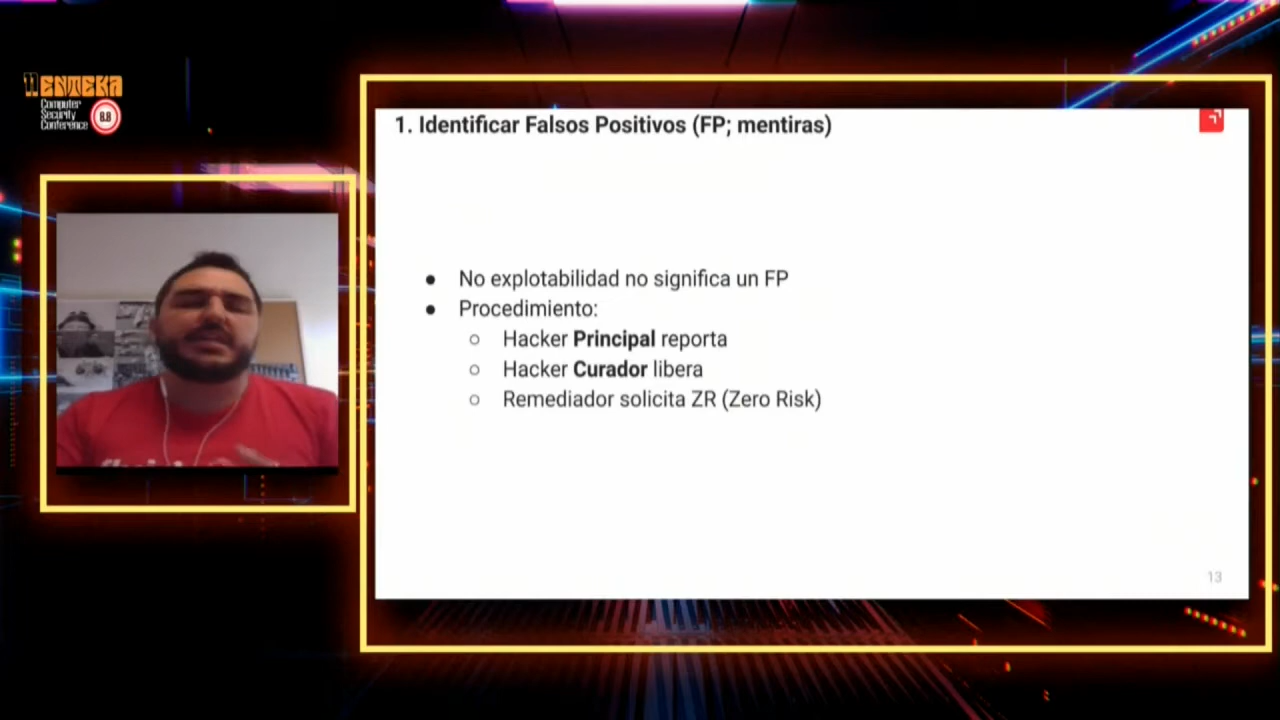 11ENTEKA
Computer
Security
Conference
8.8
1. Identificar Falsos Positivos (FP; mentiras)
● No explotabilidad no significa un FP
● Procedimiento:
○ Hacker Principal reporta
○ Hacker Curador libera
○ Remediador solicita ZR (Zero Risk)
13